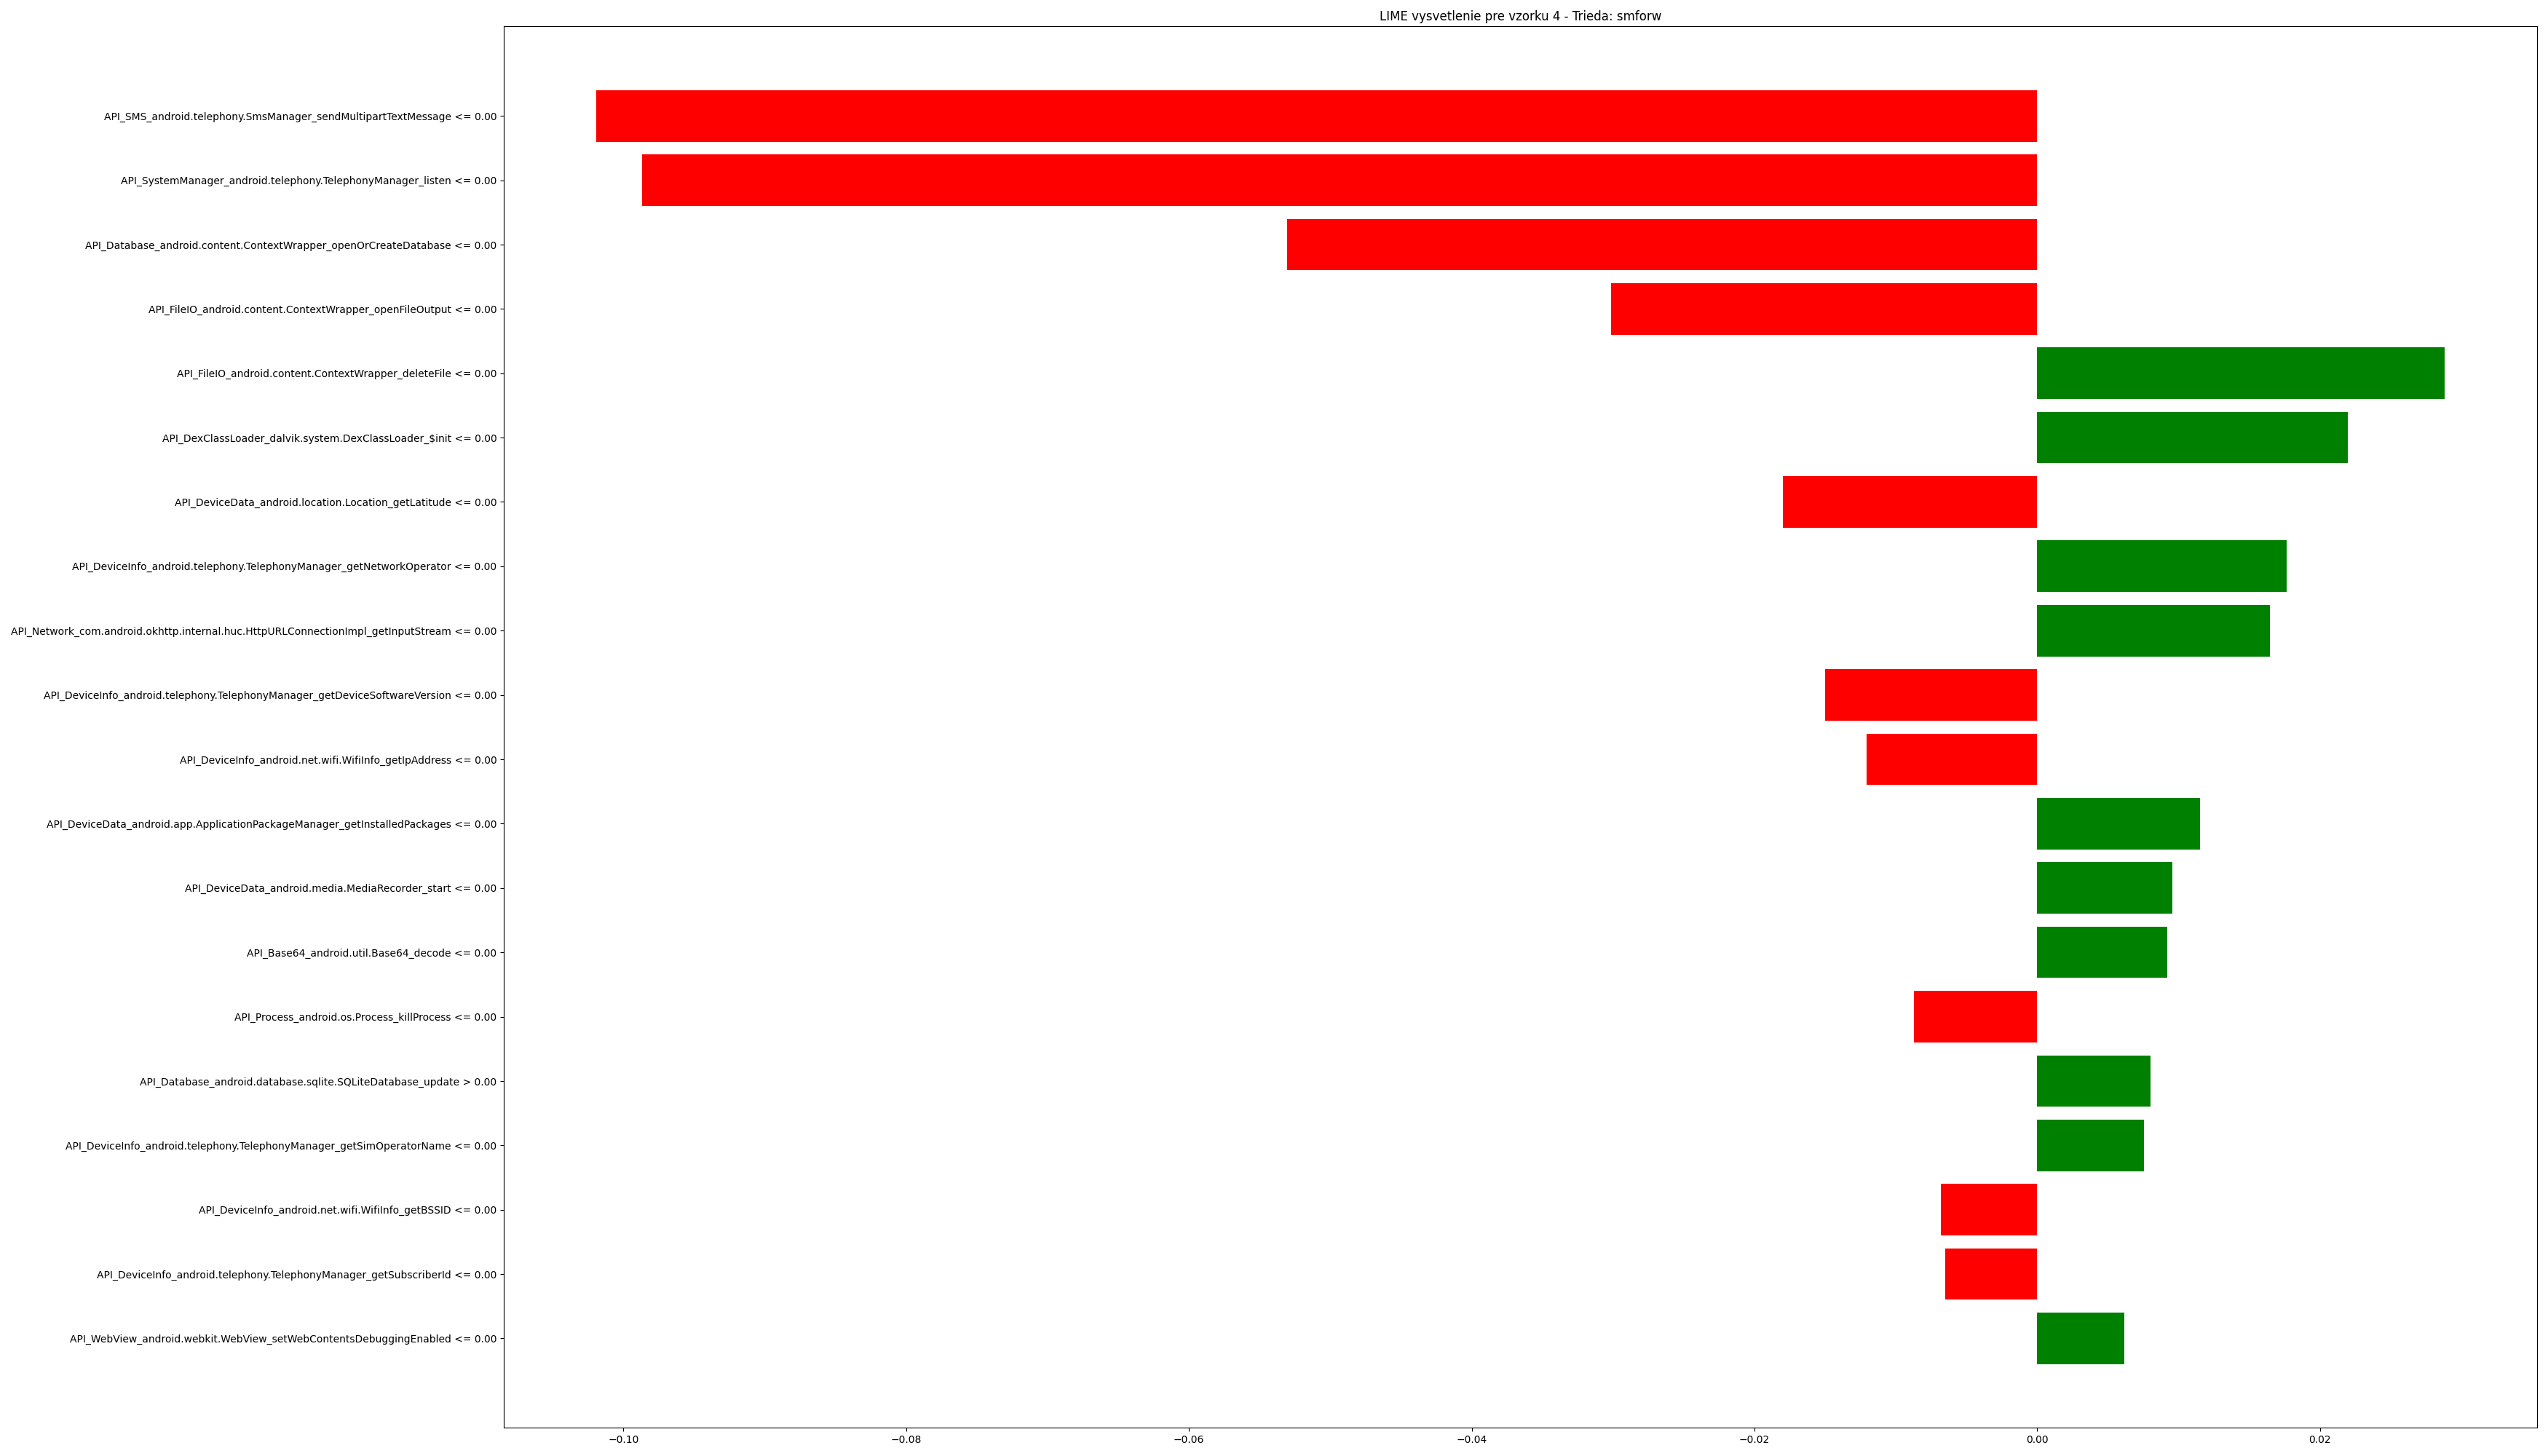 LIME vysvetlenie pre vzorku 4 - Trieda: smforw
API_SMS_android.telephony.SmsManager_sendMultipartTextMessage <= 0.00
API_SystemManager_android.telephony.TelephonyManager_listen <= 0.00
API_Database_android.content.ContextWrapper_openOrCreateDatabase <= 0.00
API_FileIO_android.content.ContextWrapper_openFileOutput <= 0.00
API_FileIO_android.content.ContextWrapper_deleteFile <= 0.00
API_DexClassLoader_dalvik.system.DexClassLoader_$init <= 0.00
API_DeviceData_android.location.Location_getLatitude <= 0.00
API_DeviceInfo_android.telephony.TelephonyManager_getNetworkOperator <= 0.00
API_Network_com.android.okhttp.internal.huc.HttpURLConnectionImpl_getInputStream <= 0.00
API_DeviceInfo_android.telephony.TelephonyManager_getDeviceSoftwareVersion <= 0.00
API_DeviceInfo_android.net.wifi.WifiInfo_getIpAddress <= 0.00
API_DeviceData_android.app.ApplicationPackageManager_getInstalledPackages <= 0.00
API_DeviceData_android.media.MediaRecorder_start <= 0.00
API_Base64_android.util.Base64_decode <= 0.00
API_Process_android.os.Process_killProcess <= 0.00
API_Database_android.database.sqlite.SQLiteDatabase_update > 0.00
API_DeviceInfo_android.telephony.TelephonyManager_getSimOperatorName <= 0.00
API_DeviceInfo_android.net.wifi.WifiInfo_getBSSID <= 0.00
API_DeviceInfo_android.telephony.TelephonyManager_getSubscriberId <= 0.00
API_WebView_android.webkit.WebView_setWebContentsDebuggingEnabled <= 0.00
−0.10 −0.08 −0.06 −0.04 −0.02 0.00 0.02